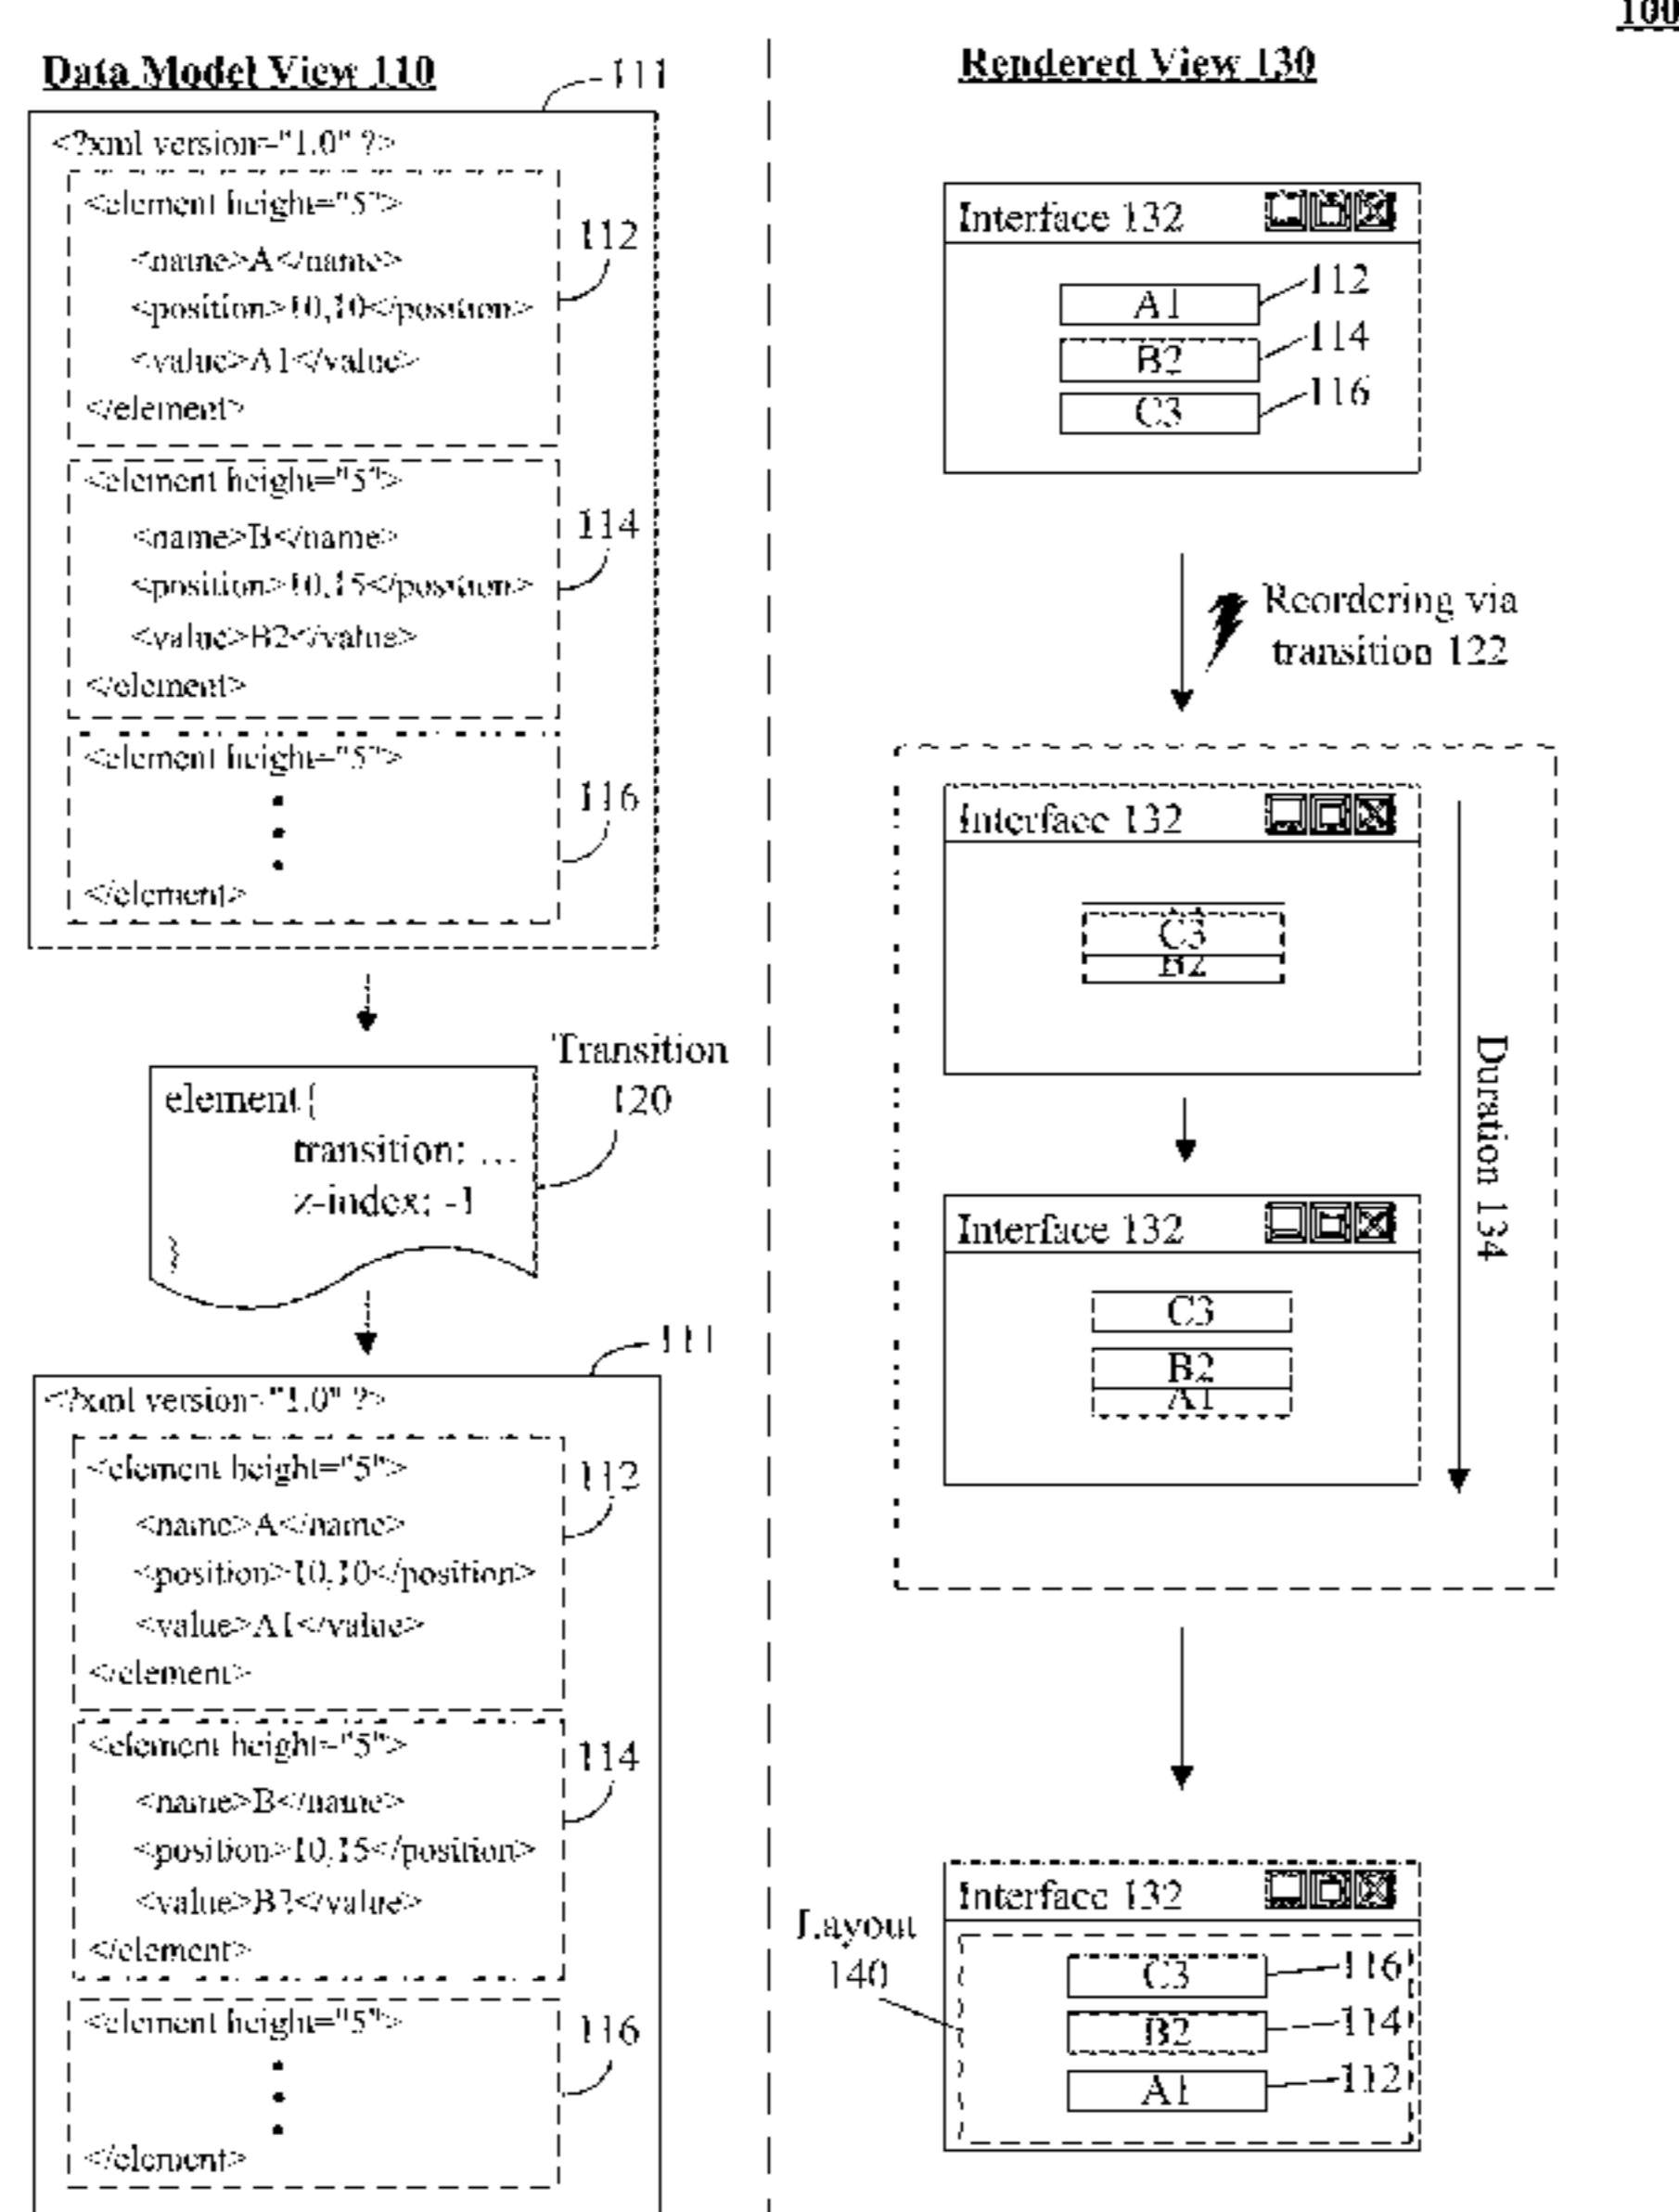 100
Data Model View 110
111
<?xml version="1.0" ?>
<element height="5">
<name>A</name>
<position>10,10</position>
<value>A1</value>
</element>
112
<element height="5">
<name>B</name>
<position>10,15</position>
<value>B2</value>
</element>
114
<element height="5">
</element>
116
Transition
120
element{
transition: ...
z-index: -1
}
111
<?xml version="1.0" ?>
<element height="5">
<name>A</name>
<position>10,10</position>
<value>A1</value>
</element>
112
<element height="5">
<name>B</name>
<position>10,15</position>
<value>B2</value>
</element>
114
<element height="5">
</element>
116
Rendered View 130
Interface 132
A1
112
B2
114
C3
116
Reordering via
transition 122
Interface 132
C3
B2
Duration 134
Interface 132
C3
B2
A1
Layout
140
Interface 132
C3
116
B2
114
A1
112